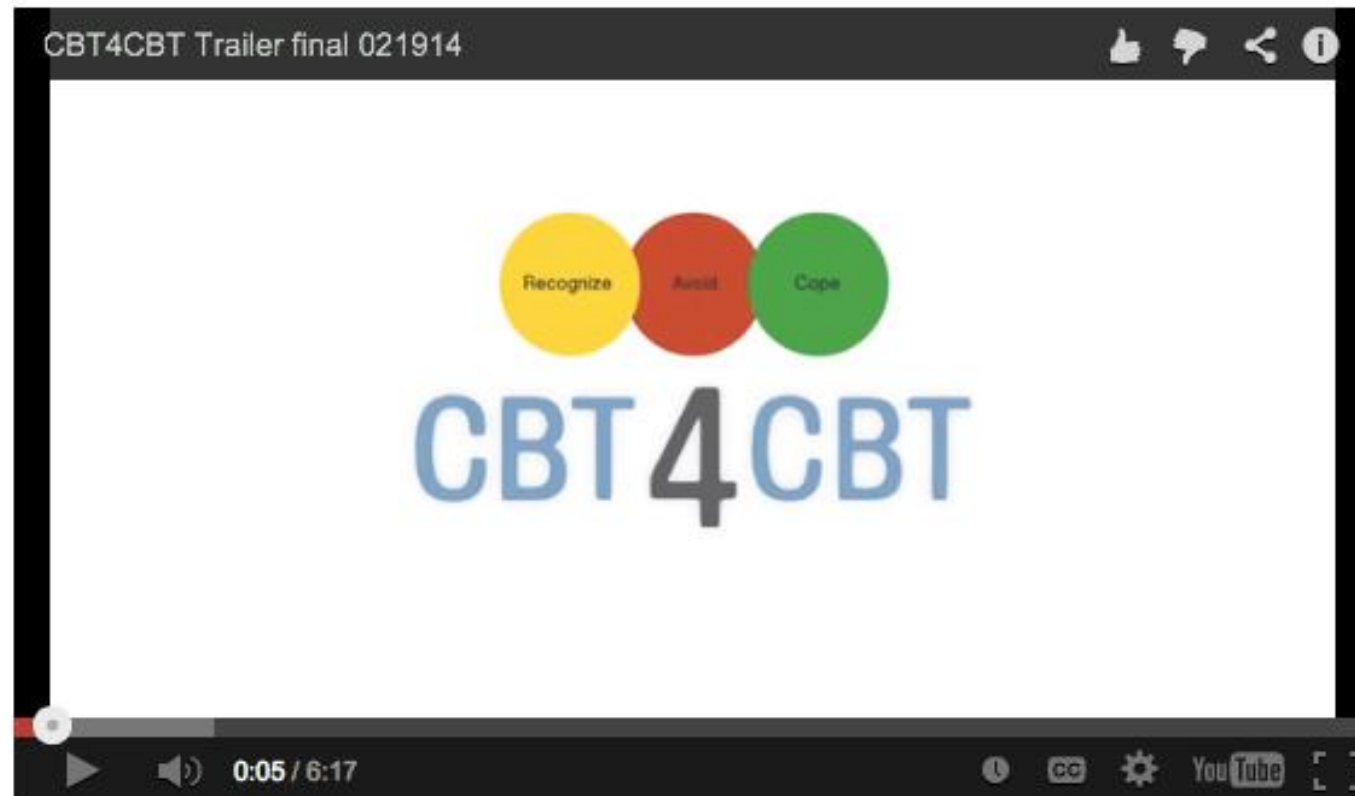 CBT4CBT Trailer final 021914
Recognize Avoid Cope
CBT4CBT
0:05 / 6:17 CC YouTube